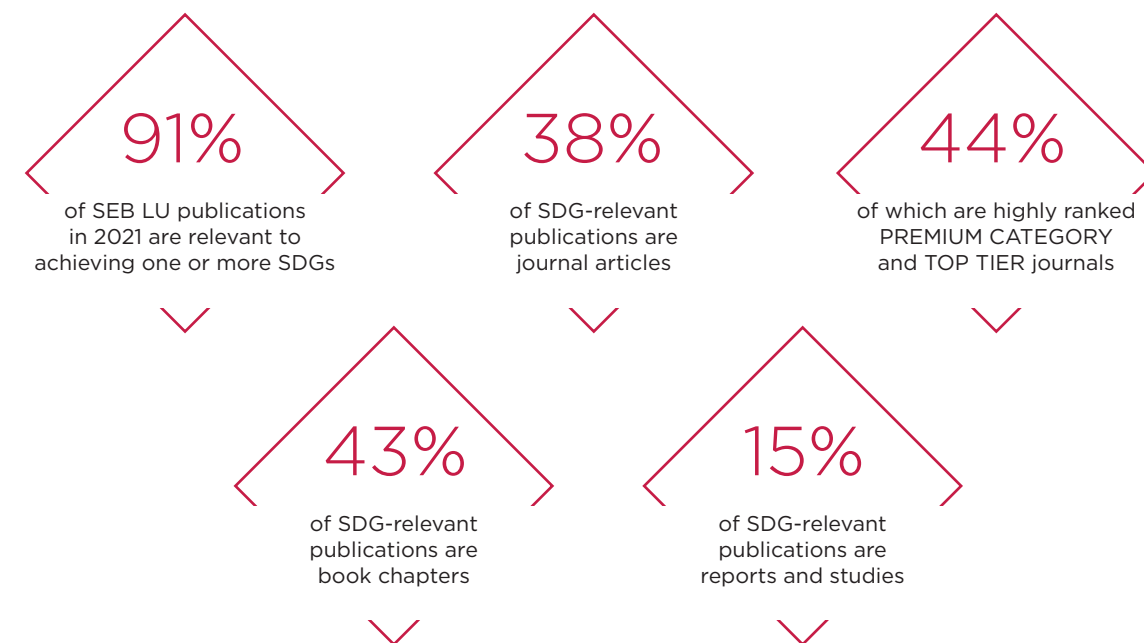 91%
of SEB LU publications
in 2021 are relevant to
achieving one or more SDGs
38%
of SDG-relevant
publications are
journal articles
44%
of which are highly ranked
PREMIUM CATEGORY
and TOP TIER journals
43%
of SDG-relevant
publications are
book chapters
15%
of SDG-relevant
publications are
reports and studies